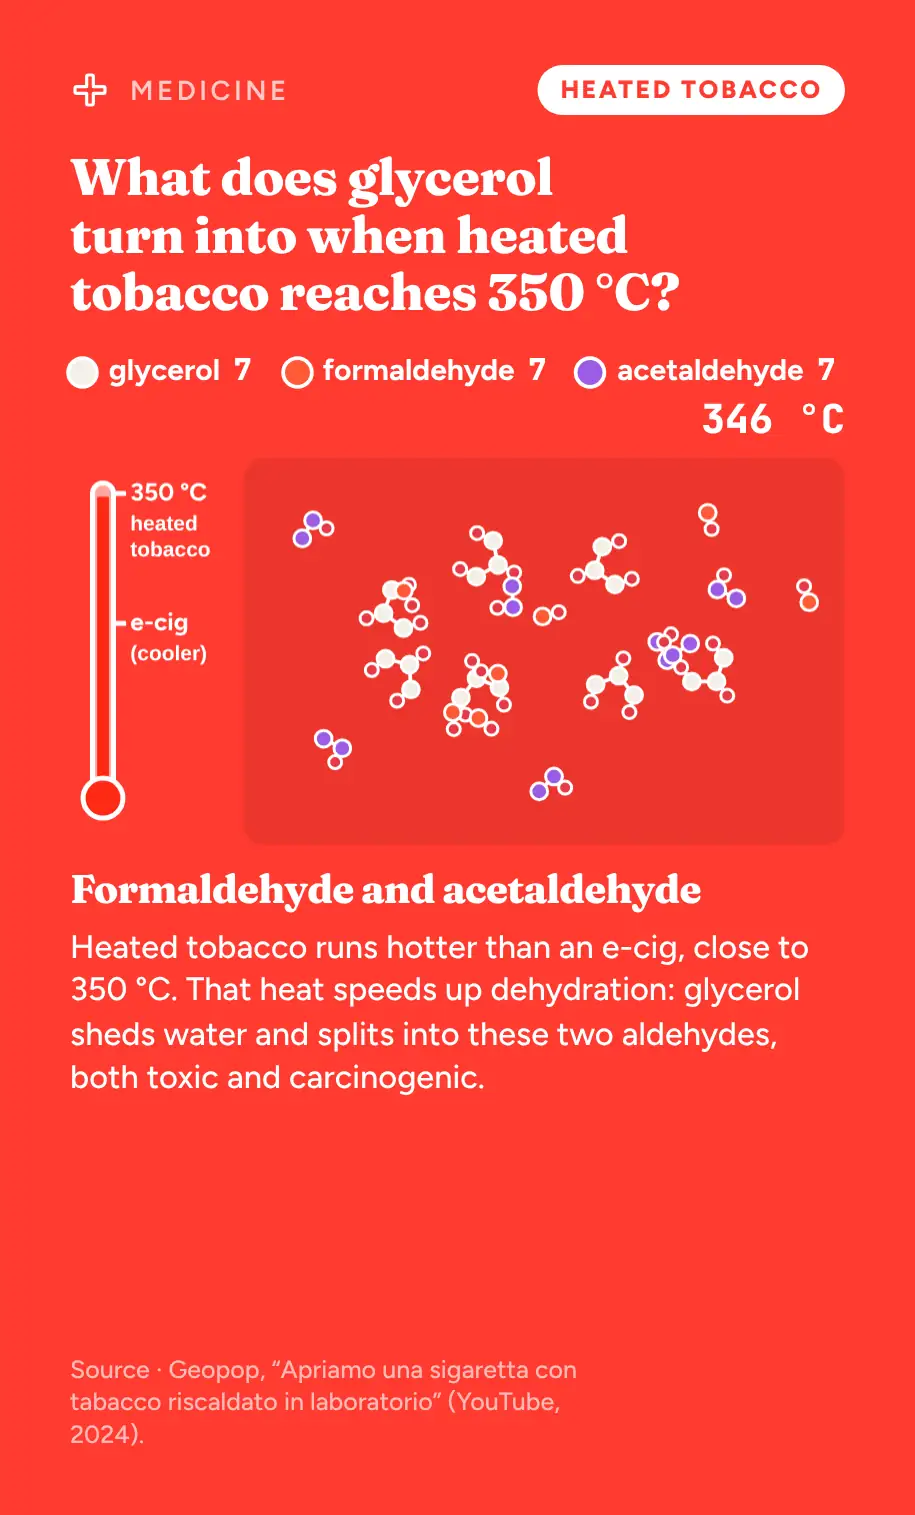 MEDICINE
HEATED TOBACCO
What does glycerol
turn into when heated
tobacco reaches 350 °C?
glycerol 7 formaldehyde 7 acetaldehyde 7
346 °C
350 °C
heated
tobacco
e-cig
(cooler)
Formaldehyde and acetaldehyde
Heated tobacco runs hotter than an e-cig, close to
350 °C. That heat speeds up dehydration: glycerol
sheds water and splits into these two aldehydes,
both toxic and carcinogenic.
Source · Geopop, “Apriamo una sigaretta con
tabacco riscaldato in laboratorio” (YouTube,
2024).